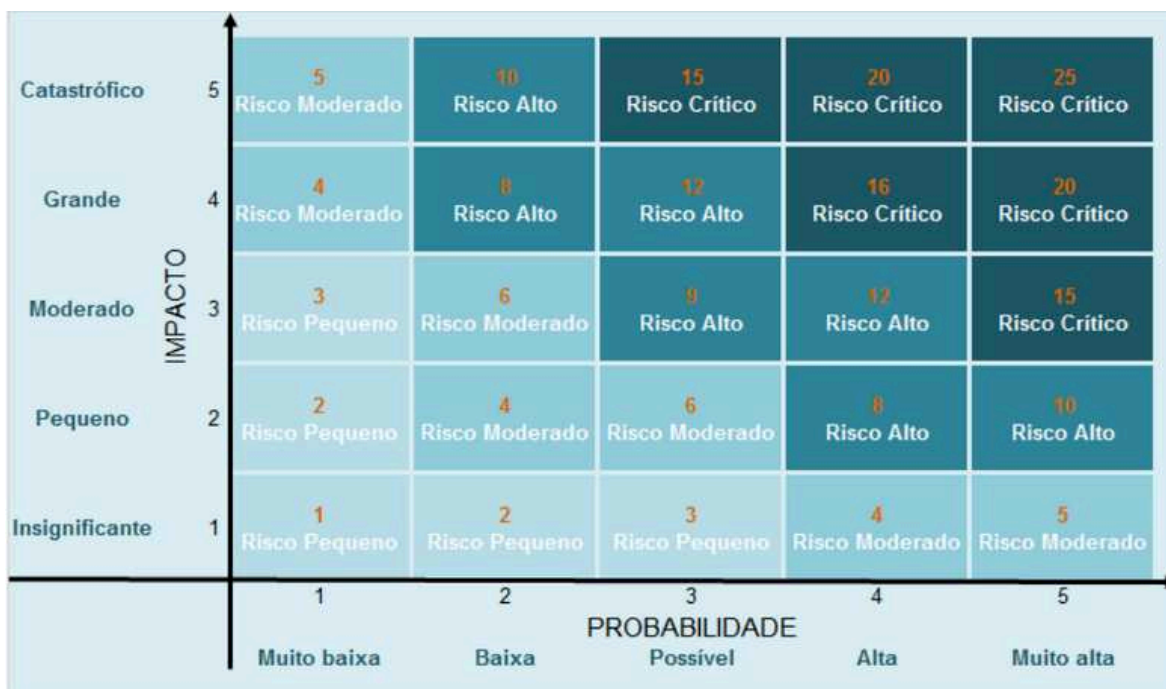 5 10 15 20 25
Catastrófico 5 Risco Moderado Risco Alto Risco Crítico Risco Crítico Risco Crítico
4 8 12 16 20
Grande 4 Risco Moderado Risco Alto Risco Alto Risco Crítico Risco Crítico
IMPACTO
3 6 9 12 15
Moderado 3 Risco Pequeno Risco Moderado Risco Alto Risco Alto Risco Crítico
2 4 6 8 10
Pequeno 2 Risco Pequeno Risco Moderado Risco Moderado Risco Alto Risco Alto
1 2 3 4 5
Insignificante 1 Risco Pequeno Risco Pequeno Risco Pequeno Risco Moderado Risco Moderado
1 2 3 4 5
PROBABILIDADE
Muito baixa Baixa Possível Alta Muito alta